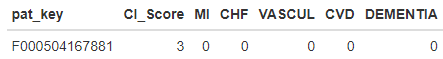 pat_key CI_Score MI CHF VASCUL CVD DEMENTIA
F000504167881 3 0 0 0 0 0